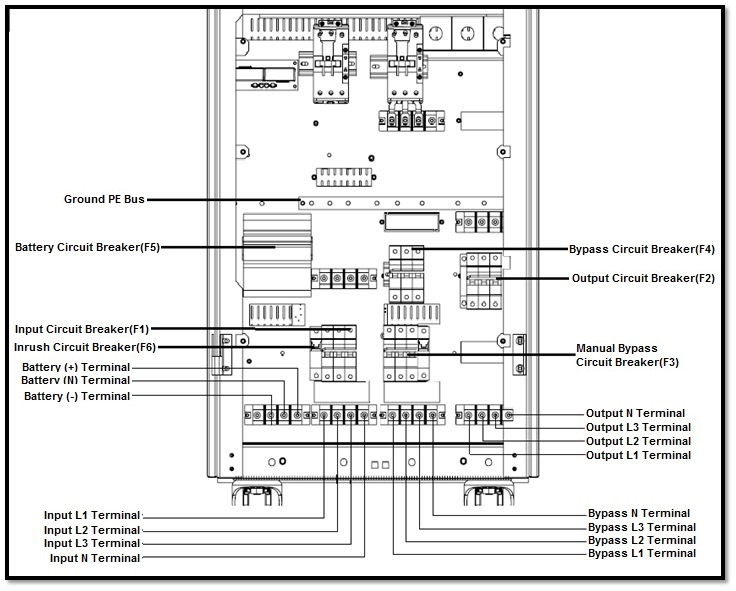 Ground PE Bus
Battery Circuit Breaker(F5)
Bypass Circuit Breaker(F4)
Output Circuit Breaker(F2)
Input Circuit Breaker(F1)
Inrush Circuit Breaker(F6)
Manual Bypass
Circuit Breaker(F3)
Battery (+) Terminal
Battery (N) Terminal
Battery (-) Terminal
Output N Terminal
Output L3 Terminal
Output L2 Terminal
Output L1 Terminal
Input L1 Terminal
Input L2 Terminal
Input L3 Terminal
Input N Terminal
Bypass N Terminal
Bypass L3 Terminal
Bypass L2 Terminal
Bypass L1 Terminal